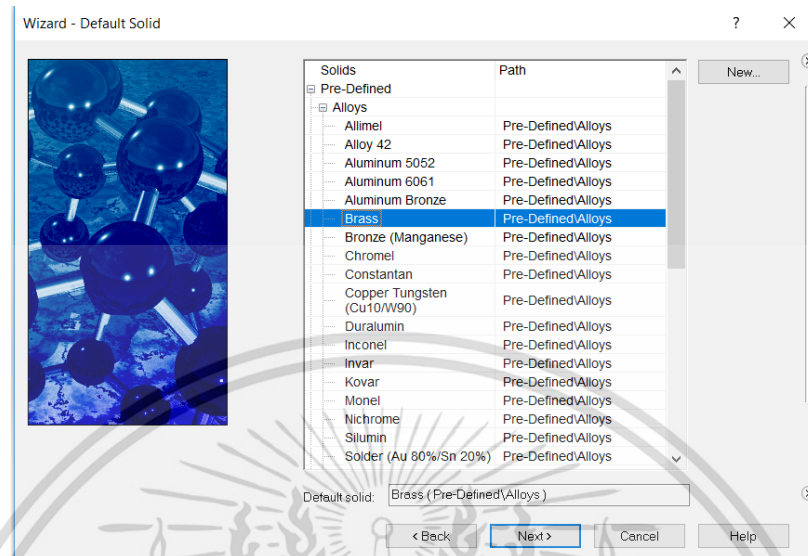 Wizard - Default Solid
? ×
Solids Path
Pre-Defined
Alloys
Allimel Pre-Defined\Alloys
Alloy 42 Pre-Defined\Alloys
Aluminum 5052 Pre-Defined\Alloys
Aluminum 6061 Pre-Defined\Alloys
Aluminum Bronze Pre-Defined\Alloys
Brass Pre-Defined\Alloys
Bronze (Manganese) Pre-Defined\Alloys
Chromel Pre-Defined\Alloys
Constantan Pre-Defined\Alloys
Copper Tungsten
(Cu10/W90) Pre-Defined\Alloys
Duralumin Pre-Defined\Alloys
Inconel Pre-Defined\Alloys
Invar Pre-Defined\Alloys
Kovar Pre-Defined\Alloys
Monel Pre-Defined\Alloys
Nichrome Pre-Defined\Alloys
Silumin Pre-Defined\Alloys
Solder (Au 80%/Sn 20%) Pre-Defined\Alloys
New...
Default solid: Brass ( Pre-Defined\Alloys )
< Back Next > Cancel Help